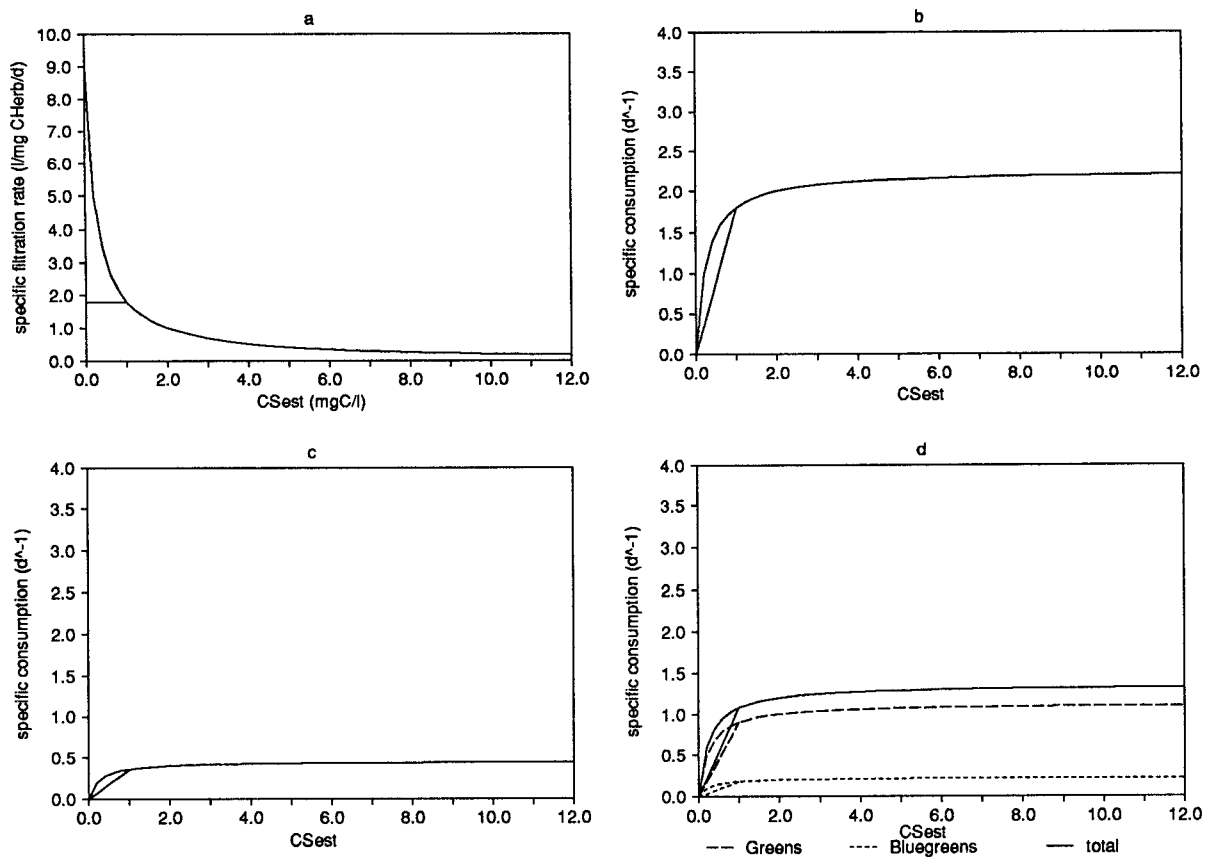 a
10.0
9.0
8.0
7.0
6.0
5.0
4.0
3.0
2.0
1.0
0.0
specific filtration rate (l/mg CHerb/d)
0.0 2.0 4.0 6.0 8.0 10.0 12.0
CSest (mgC/l)
b
4.0
3.5
3.0
2.5
2.0
1.5
1.0
0.5
0.0
specific consumption (d^-1)
0.0 2.0 4.0 6.0 8.0 10.0 12.0
CSest
c
4.0
3.5
3.0
2.5
2.0
1.5
1.0
0.5
0.0
specific consumption (d^-1)
0.0 2.0 4.0 6.0 8.0 10.0 12.0
CSest
d
4.0
3.5
3.0
2.5
2.0
1.5
1.0
0.5
0.0
specific consumption (d^-1)
0.0 2.0 4.0 6.0 8.0 10.0 12.0
CSest
Greens Bluegreens total